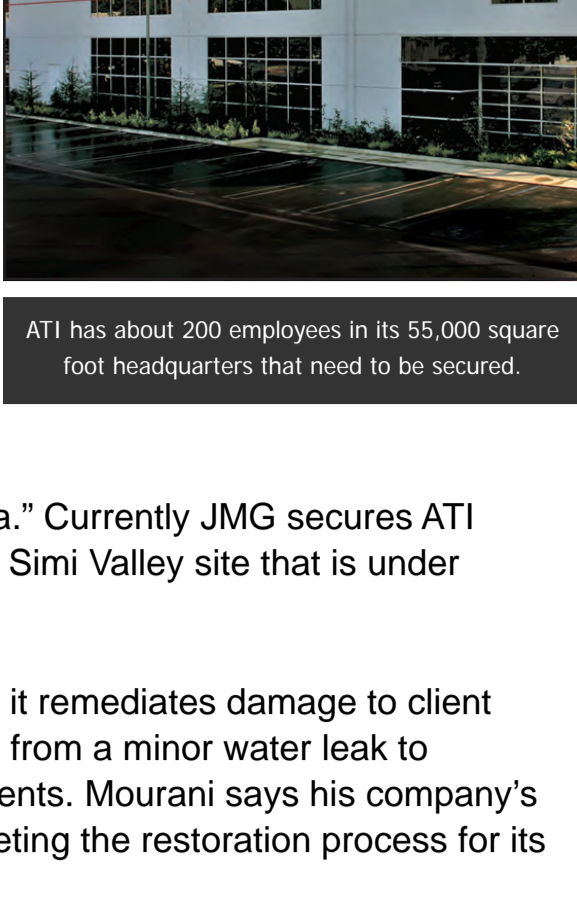 ATI has about 200 employees in its 55,000 square
foot headquarters that need to be secured.
a.” Currently JMG secures ATI
Simi Valley site that is under
it remediates damage to client
from a minor water leak to
ents. Mourani says his company’s
eting the restoration process for its